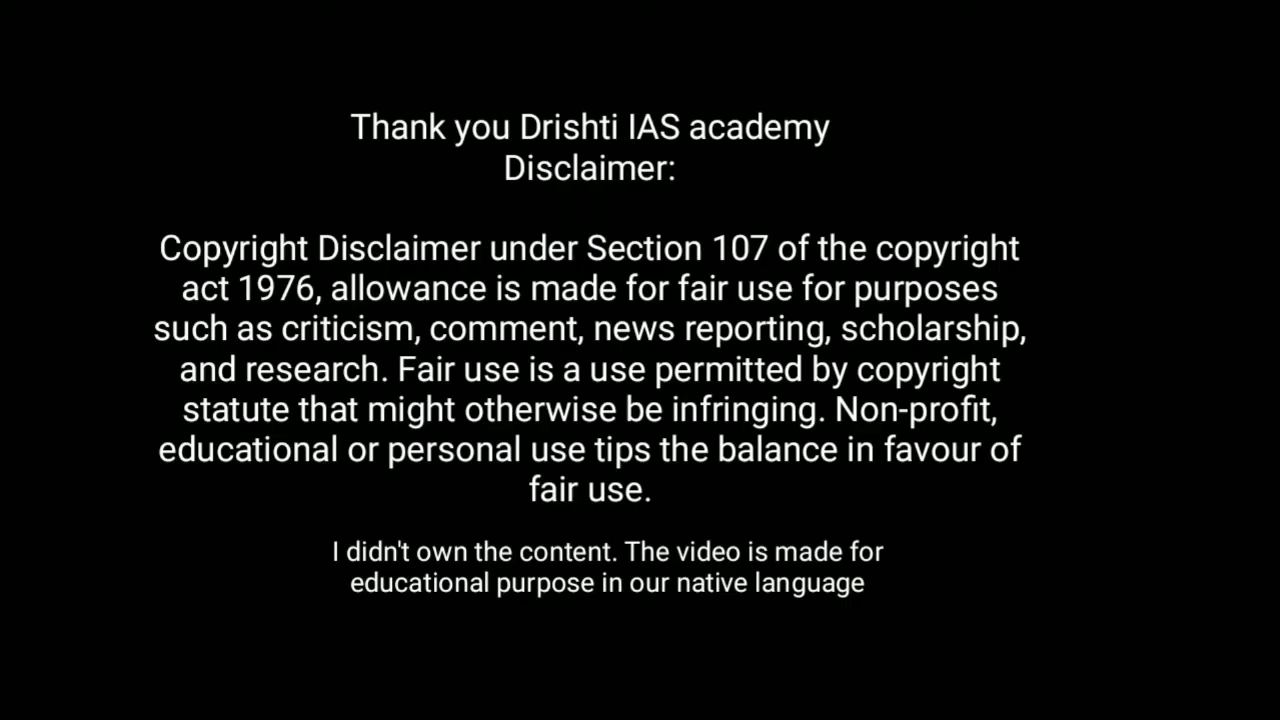 Thank you Drishti IAS academy
Disclaimer:
Copyright Disclaimer under Section 107 of the copyright
act 1976, allowance is made for fair use for purposes
such as criticism, comment, news reporting, scholarship,
and research. Fair use is a use permitted by copyright
statute that might otherwise be infringing. Non-profit,
educational or personal use tips the balance in favour of
fair use.
I didn't own the content. The video is made for
educational purpose in our native language